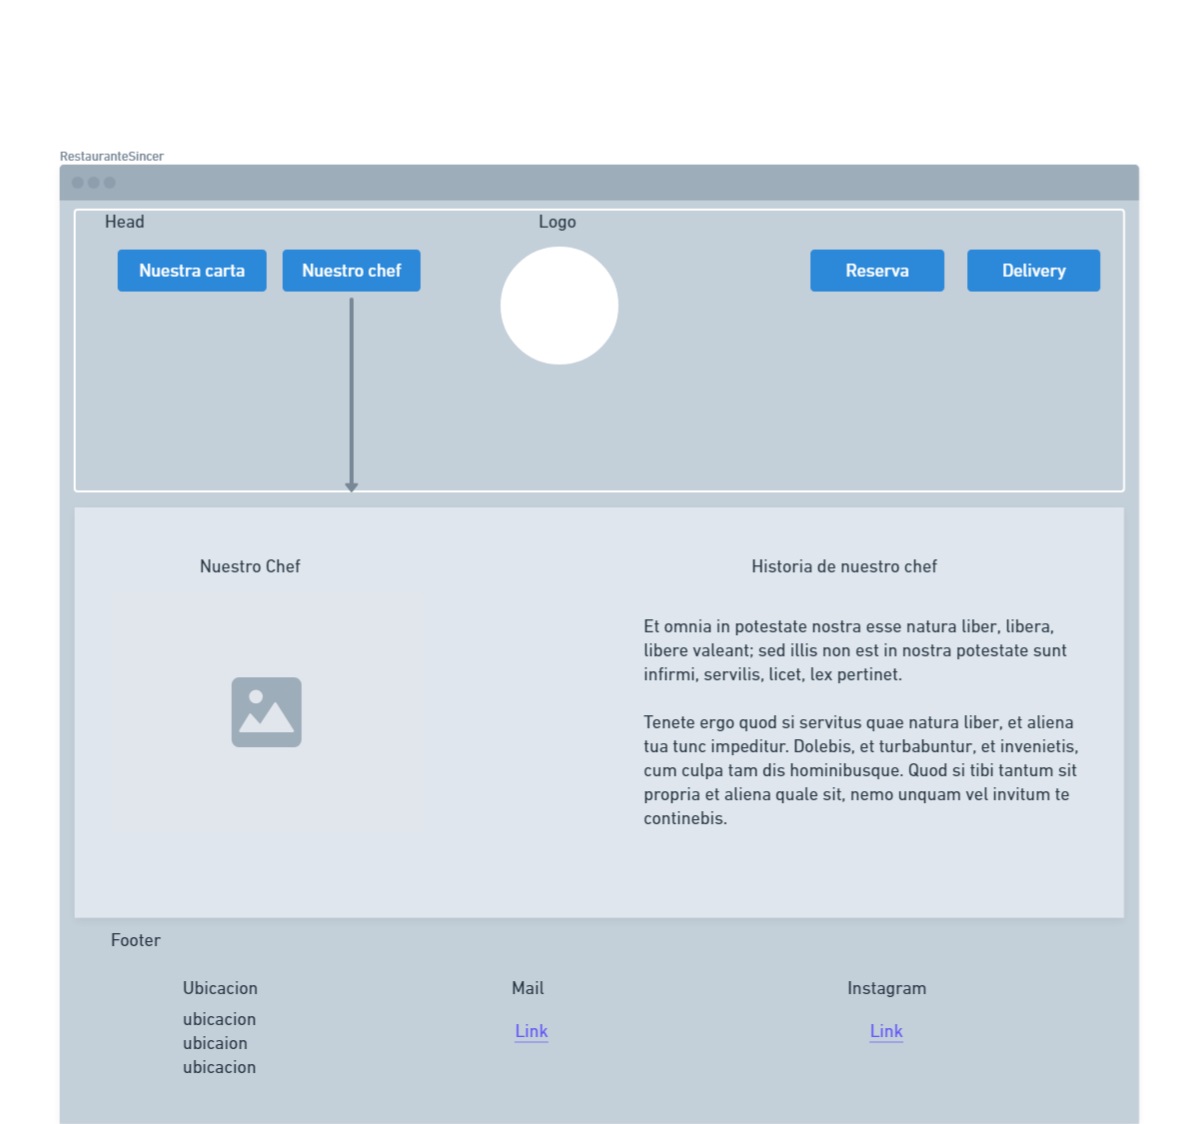 RestauranteSincer
Head
Logo
Nuestra carta
Nuestro chef
Reserva
Delivery
Nuestro Chef
Historia de nuestro chef
Et omnia in potestate nostra esse natura liber, libera,
libere valeant; sed illis non est in nostra potestate sunt
infirmi, servilis, licet, lex pertinet.
Tenete ergo quod si servitus quae natura liber, et aliena
tua tunc impeditur. Dolebis, et turbabuntur, et invenietis,
cum culpa tam dis hominibusque. Quod si tibi tantum sit
propria et aliena quale sit, nemo unquam vel invitum te
continebis.
Footer
Ubicacion
ubicacion
ubicaion
ubicacion
Mail
Link
Instagram
Link